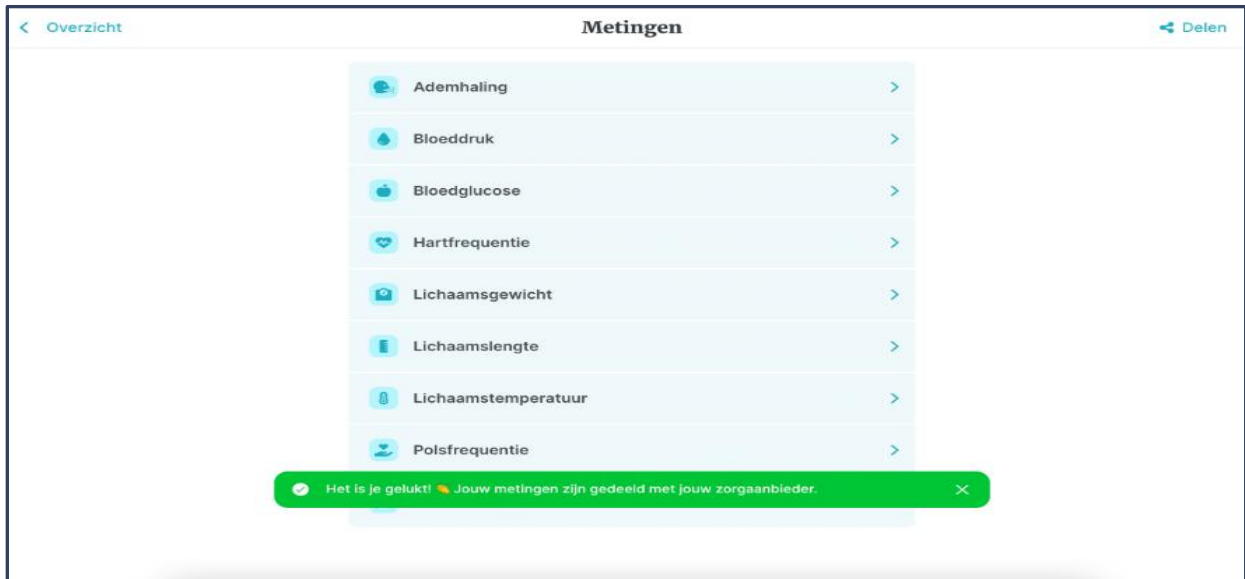 Overzicht
Metingen
Delen
Ademhaling
Bloeddruk
Bloedglucose
Hartfrequentie
Lichaamsgewicht
Lichaamslengte
Lichaamstemperatuur
Polsfrequentie
Het is je gelukt! 👏 Jouw metingen zijn gedeeld met jouw zorgaanbieder.